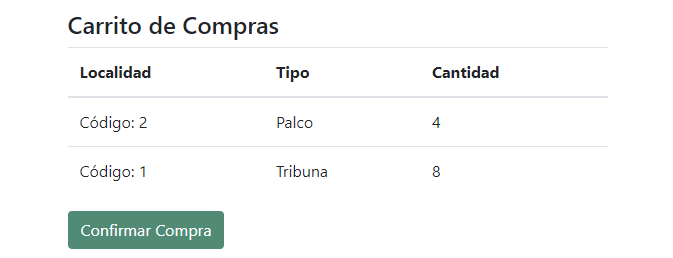 Carrito de Compras
Localidad Tipo Cantidad
Código: 2 Palco 4
Código: 1 Tribuna 8
Confirmar Compra